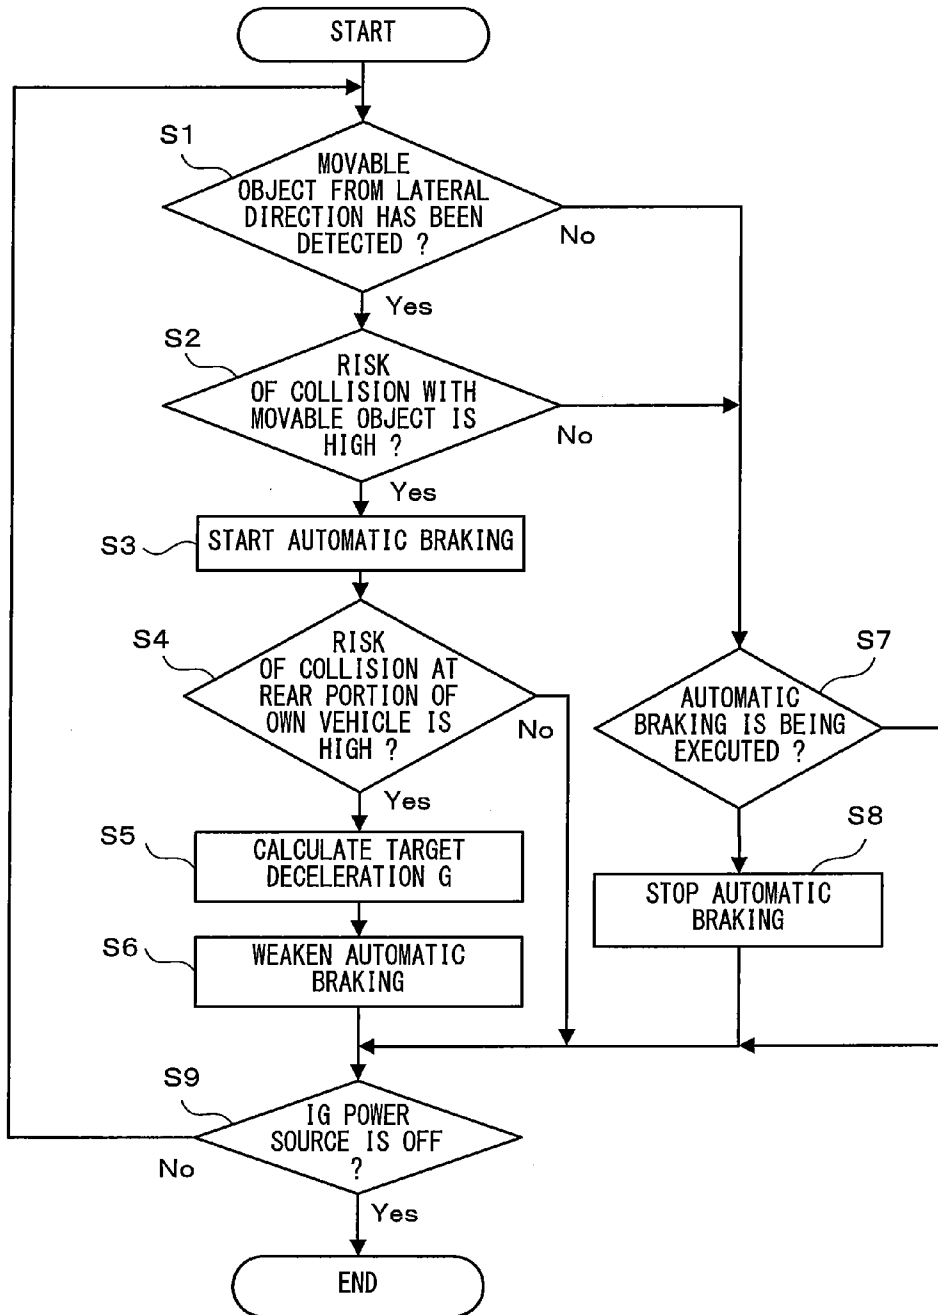 START
S1
MOVABLE
OBJECT FROM LATERAL
DIRECTION HAS BEEN
DETECTED ?
No
Yes
S2
RISK
OF COLLISION WITH
MOVABLE OBJECT IS
HIGH ?
No
Yes
S3
START AUTOMATIC BRAKING
S4
RISK
OF COLLISION AT
REAR PORTION OF
OWN VEHICLE IS
HIGH ?
No
Yes
S7
AUTOMATIC
BRAKING IS BEING
EXECUTED ?
S5
CALCULATE TARGET
DECELERATION G
S8
STOP AUTOMATIC
BRAKING
S6
WEAKEN AUTOMATIC
BRAKING
S9
IG POWER
SOURCE IS OFF
?
No
Yes
END